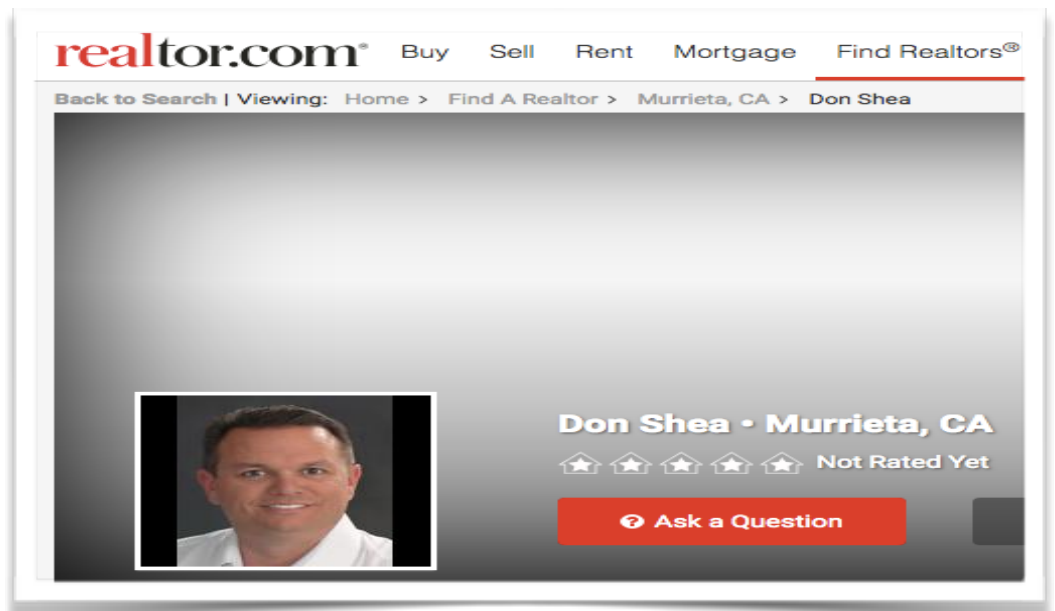 realtor.com® Buy Sell Rent Mortgage Find Realtors®
Back to Search | Viewing: Home > Find A Realtor > Murrieta, CA > Don Shea
Don Shea • Murrieta, CA
Not Rated Yet
Ask a Question